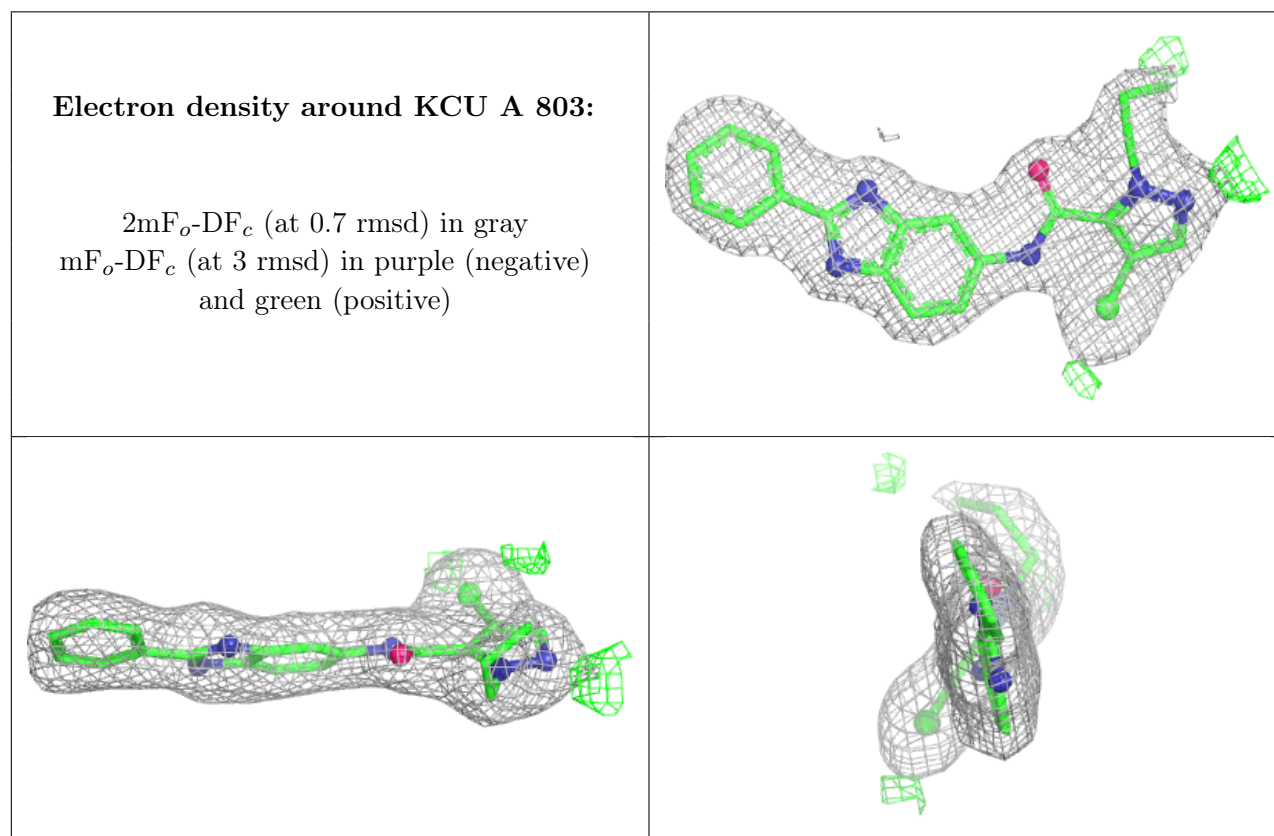 Electron density around KCU A 803:
2mFo-DFc (at 0.7 rmsd) in gray
mFo-DFc (at 3 rmsd) in purple (negative)
and green (positive)